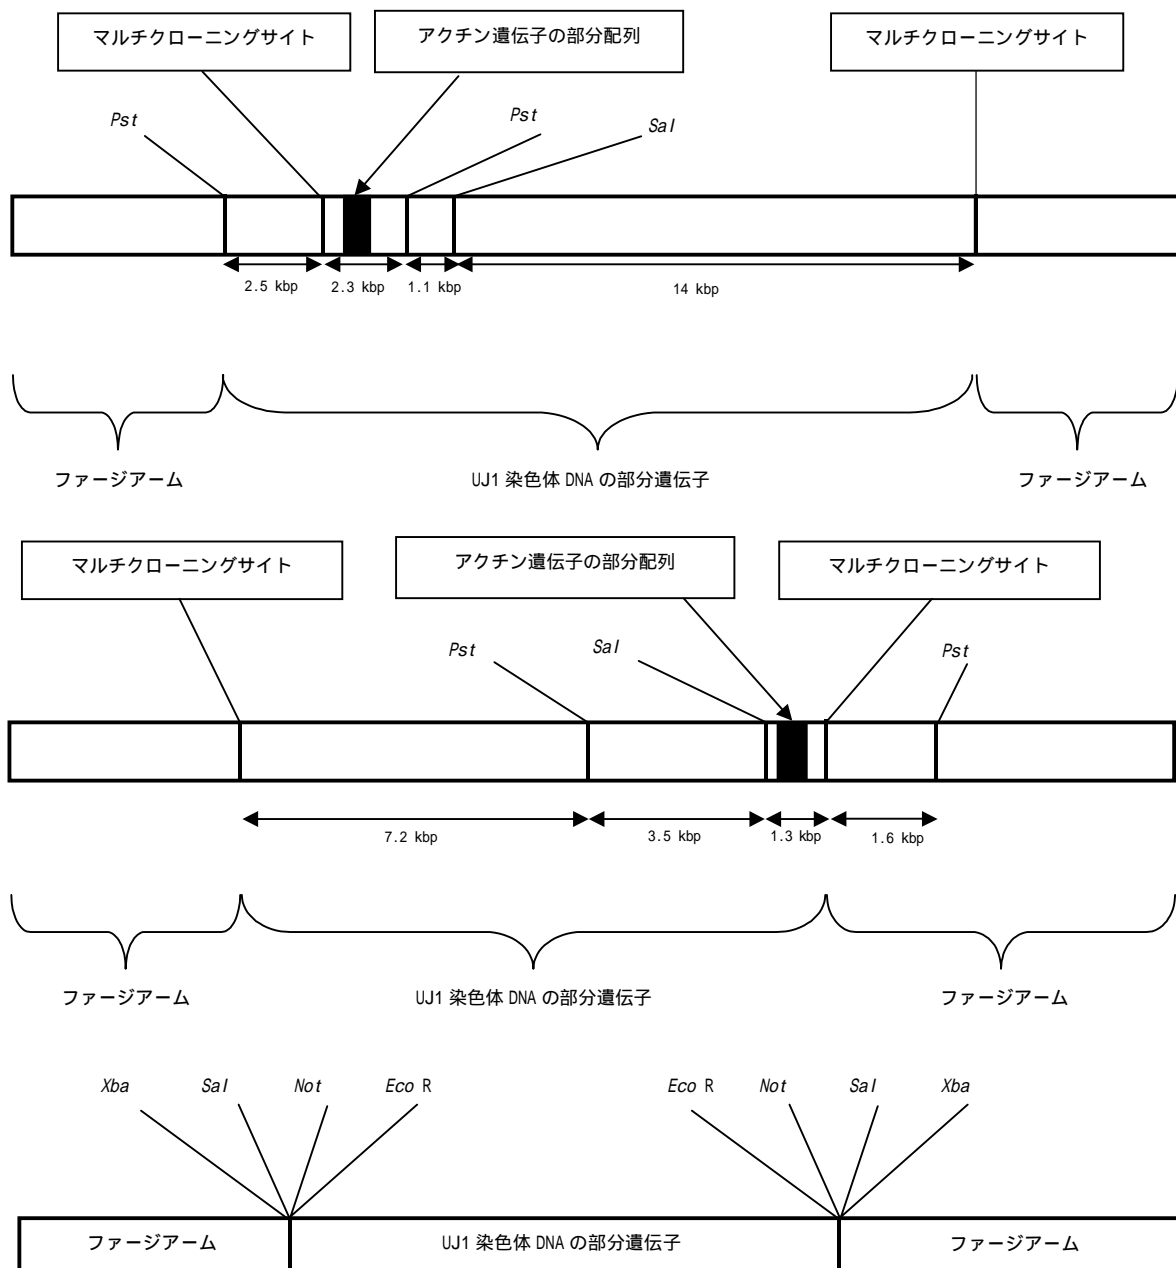 マルチクローニングサイト
アクチン遺伝子の部分配列
マルチクローニングサイト
Pst
Pst
Sal
2.5 kbp
2.3 kbp
1.1 kbp
14 kbp
ファージアーム
UJ1 染色体 DNA の部分遺伝子
ファージアーム
マルチクローニングサイト
アクチン遺伝子の部分配列
マルチクローニングサイト
Pst
Sal
Pst
7.2 kbp
3.5 kbp
1.3 kbp
1.6 kbp
ファージアーム
UJ1 染色体 DNA の部分遺伝子
ファージアーム
Xba
Sal
Not
Eco R
Eco R
Not
Sal
Xba
ファージアーム
UJ1 染色体 DNA の部分遺伝子
ファージアーム